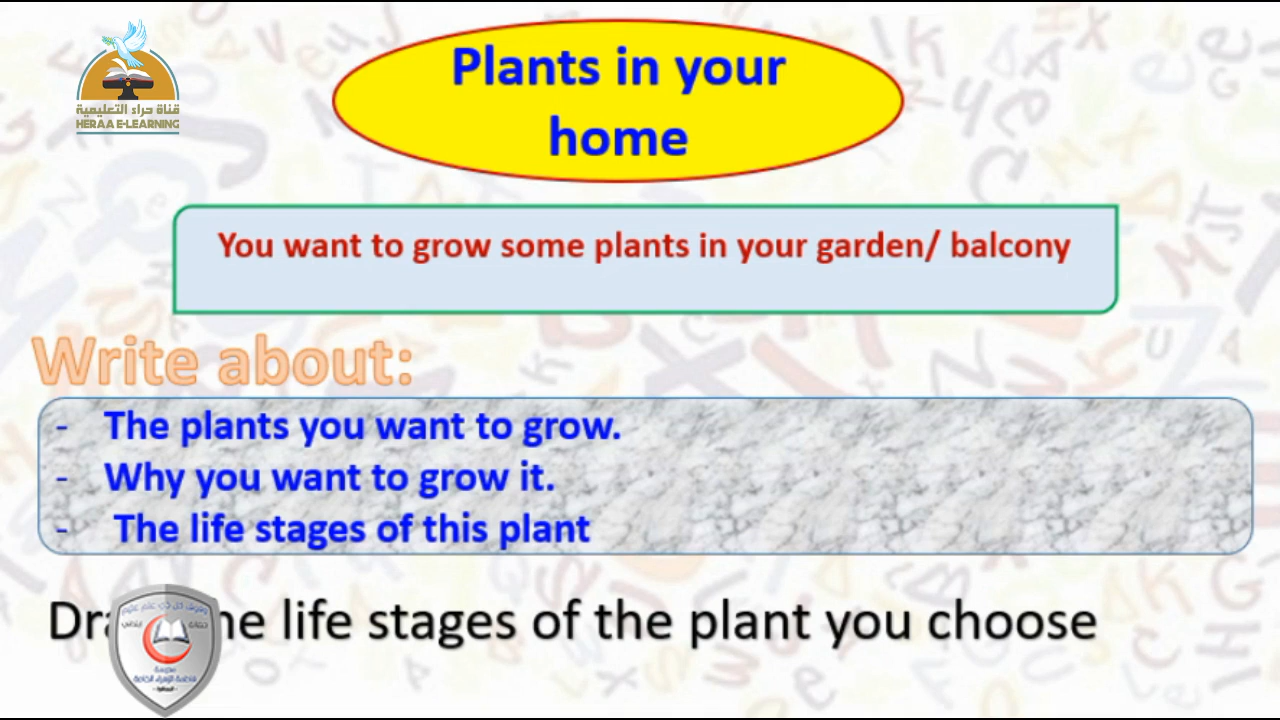 قناة حراء التعليمية
HERAA E-LEARNING
Plants in your
home
You want to grow some plants in your garden/ balcony
Write about:
- The plants you want to grow.
- Why you want to grow it.
- The life stages of this plant
life stages of the plant you choose